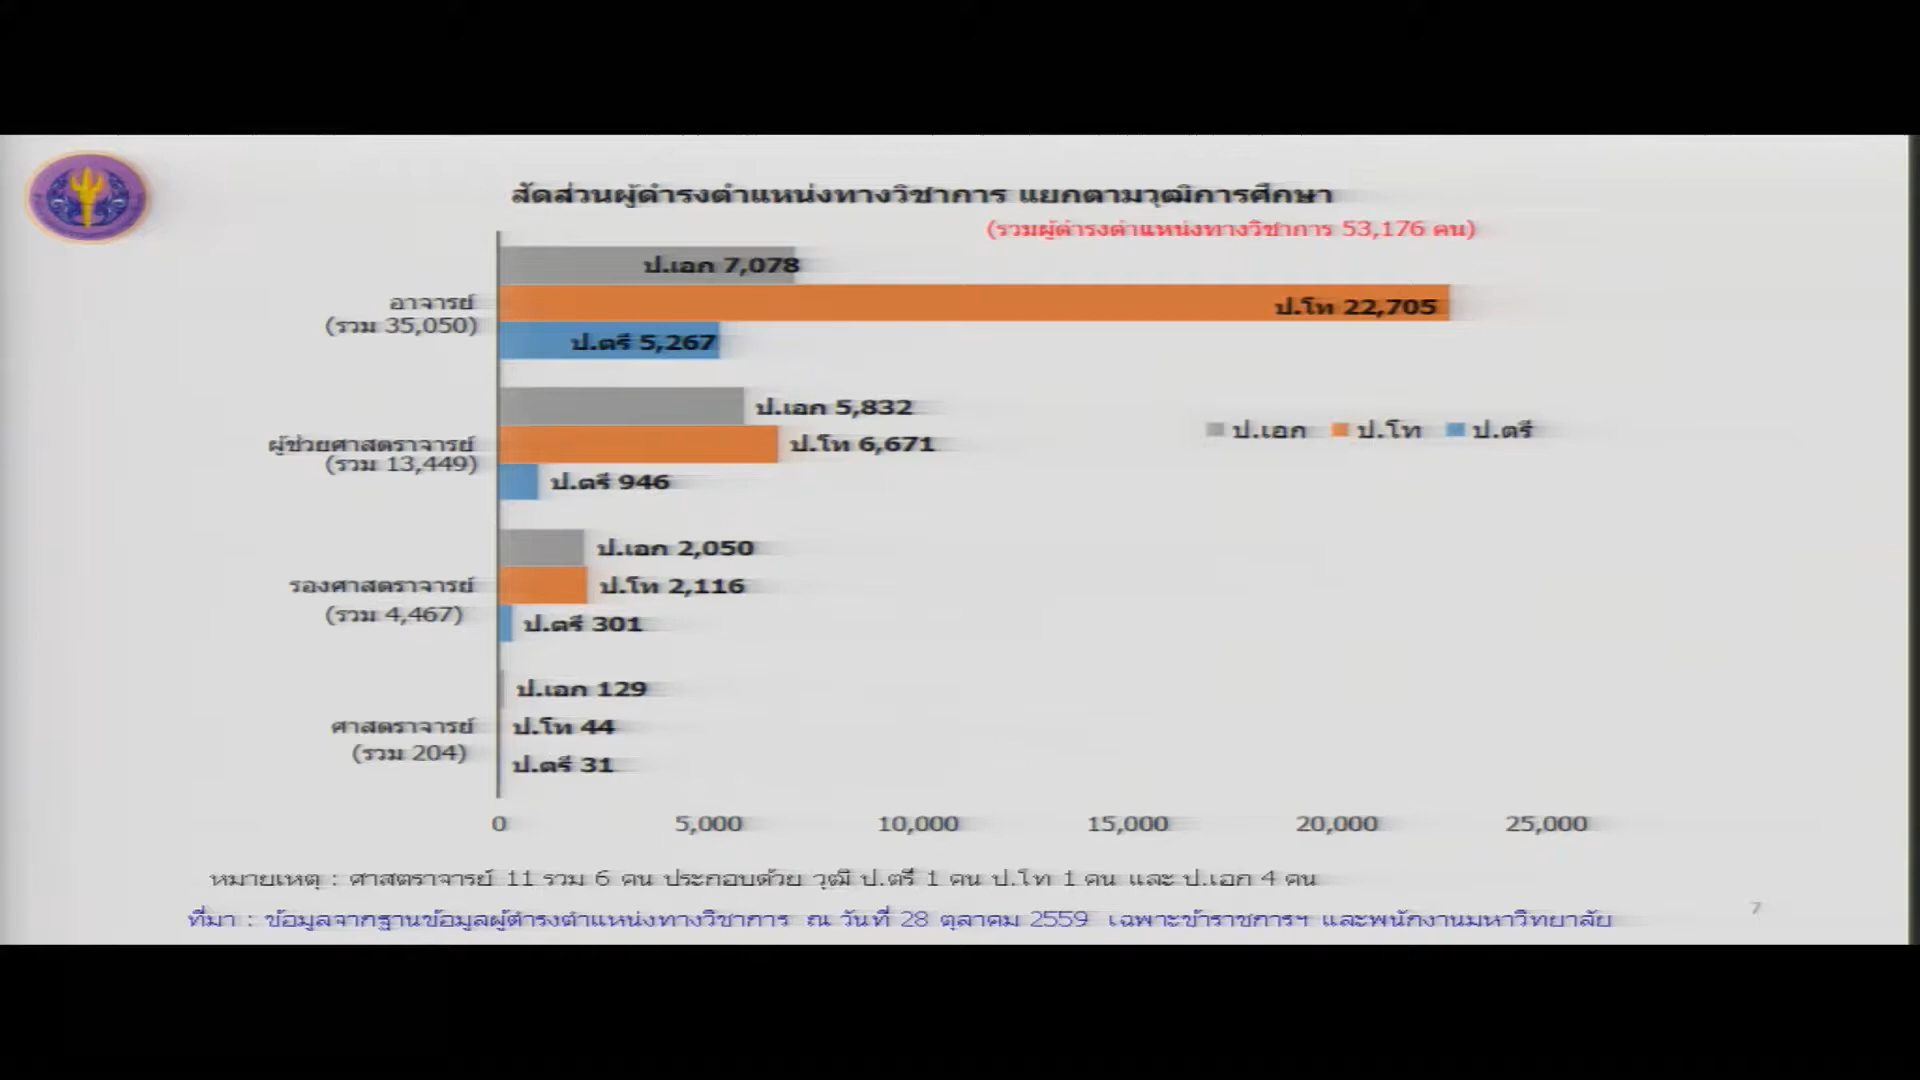 สัดส่วนผู้ดำรงตำแหน่งทางวิชาการ แยกตามวุฒิการศึกษา
(รวมผู้ดำรงตำแหน่งทางวิชาการ 53,176 คน)
ป.เอก 7,078
อาจารย์
(รวม 35,050)
ป.โท 22,705
ป.ตรี 5,267
ป.เอก 5,832
ผู้ช่วยศาสตราจารย์
(รวม 13,449)
ป.โท 6,671
ป.ตรี 946
ป.เอก ป.โท ป.ตรี
ป.เอก 2,050
รองศาสตราจารย์
(รวม 4,467)
ป.โท 2,116
ป.ตรี 301
ป.เอก 129
ศาสตราจารย์
(รวม 204)
ป.โท 44
ป.ตรี 31
0 5,000 10,000 15,000 20,000 25,000
หมายเหตุ : ศาสตราจารย์ 11 รวม 6 คน ประกอบด้วย วุฒิ ป.ตรี 1 คน ป.โท 1 คน และ ป.เอก 4 คน
ที่มา : ข้อมูลจากฐานข้อมูลผู้ดำรงตำแหน่งทางวิชาการ ณ วันที่ 28 ตุลาคม 2559 เฉพาะข้าราชการฯ และพนักงานมหาวิทยาลัย
7